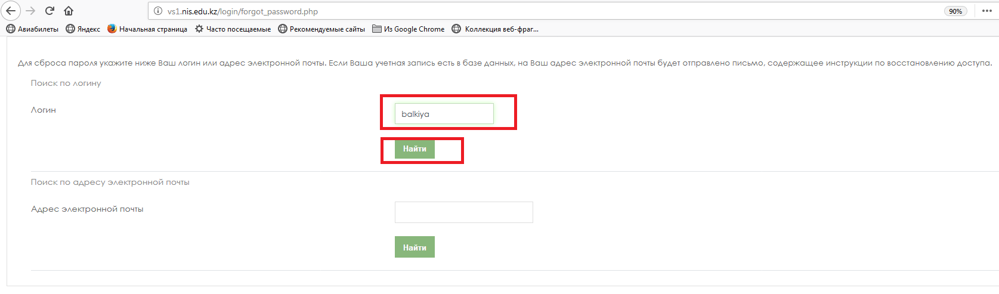 vs1.nis.edu.kz/login/forgot_password.php
90%
Авиабилеты Яндекс Начальная страница Часто посещаемые Рекомендуемые сайты Из Google Chrome Коллекция веб-фраг...
Для сброса пароля укажите ниже Ваш логин или адрес электронной почты. Если Ваша учетная запись есть в базе данных, на Ваш адрес электронной почты будет отправлено письмо, содержащее инструкции по восстановлению доступа.
Поиск по логину
Логин
balkiya
Найти
Поиск по адресу электронной почты
Адрес электронной почты
Найти